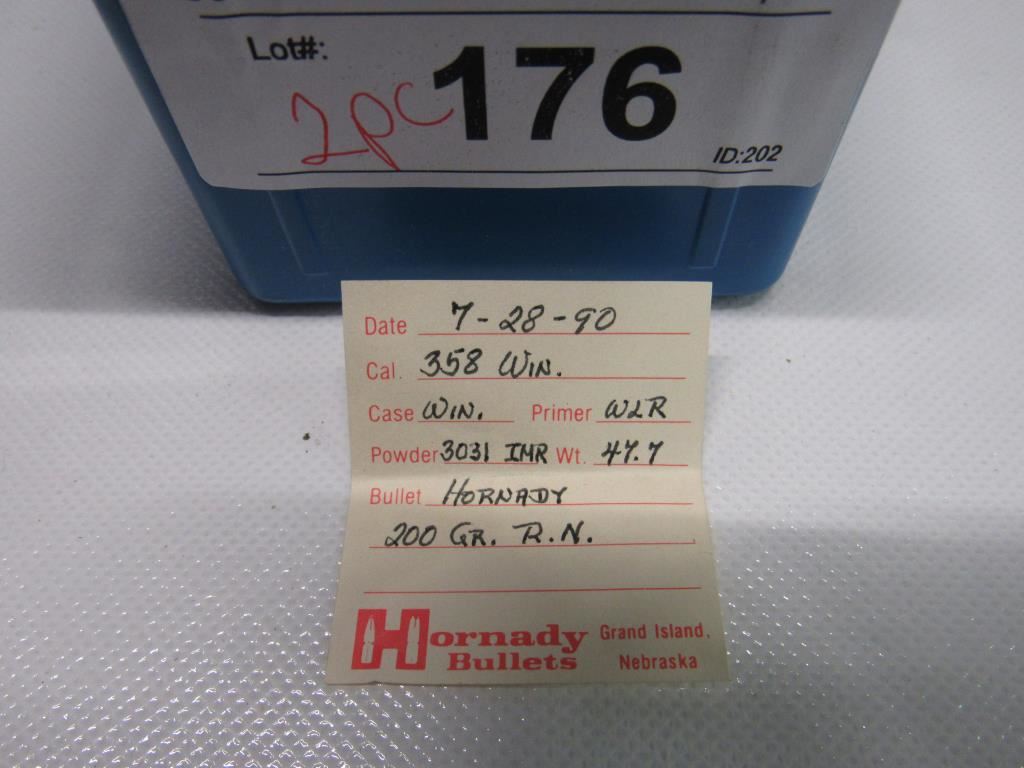 Lot#:
2pc 176
ID:202
Date 7-28-90
Cal. 358 WIN.
Case WIN. Primer WLR
Powder 3031 IMR Wt. 47.7
Bullet HORNADY
200 GR. R.N.
Hornady Grand Island,
Bullets Nebraska